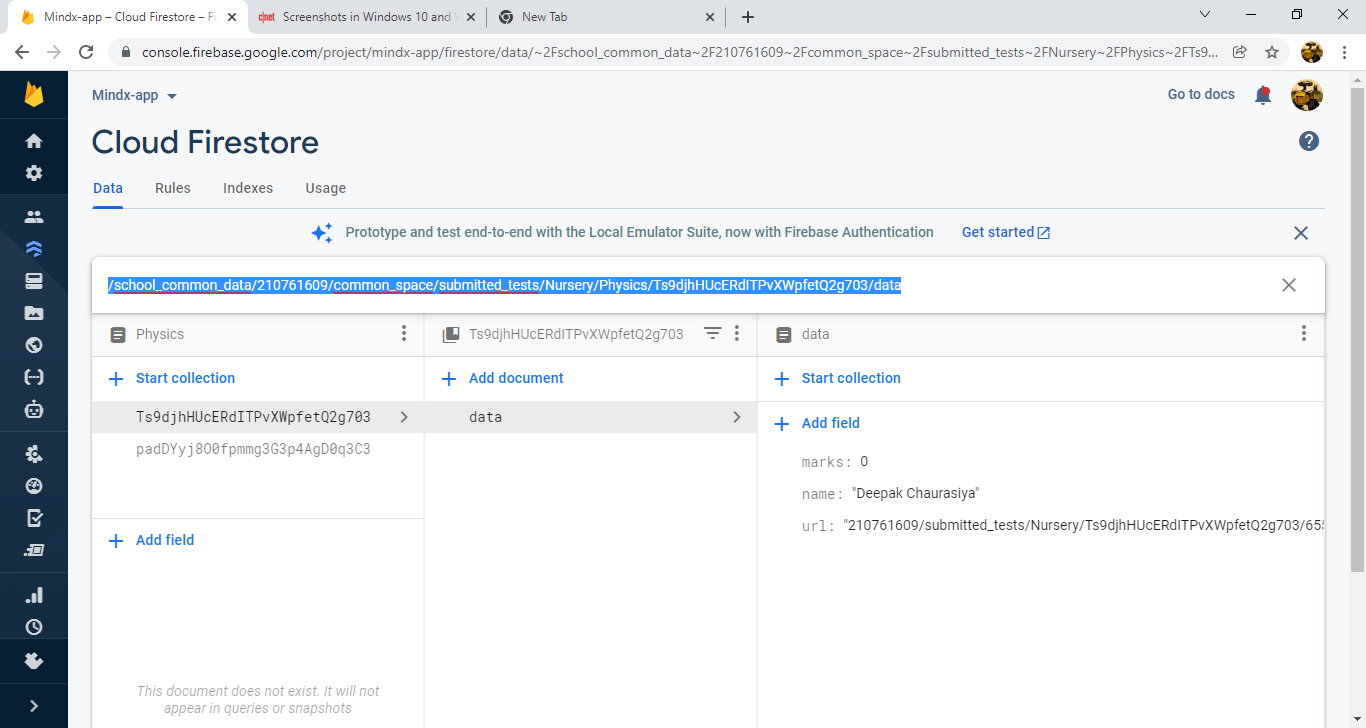 Mindx-app – Cloud Firestore – Fi
cnet Screenshots in Windows 10 and
New Tab
console.firebase.google.com/project/mindx-app/firestore/data/~2Fschool_common_data~2F210761609~2Fcommon_space~2Fsubmitted_tests~2FNursery~2FPhysics~2FTs9...
Mindx-app
Go to docs
Cloud Firestore
Data Rules Indexes Usage
Prototype and test end-to-end with the Local Emulator Suite, now with Firebase Authentication Get started
/school_common_data/210761609/common_space/submitted_tests/Nursery/Physics/Ts9djhHUcERdITPvXWpfetQ2g703/data
Physics Ts9djhHUcERdITPvXWpfetQ2g703 data
Start collection Add document Start collection
Ts9djhHUcERdITPvXWpfetQ2g703 data Add field
padDYyj8O0fpmmg3G3p4AgD0q3C3
marks: 0
name: "Deepak Chaurasiya"
url: "210761609/submitted_tests/Nursery/Ts9djhHUcERdITPvXWpfetQ2g703/655
Add field
This document does not exist. It will not
appear in queries or snapshots